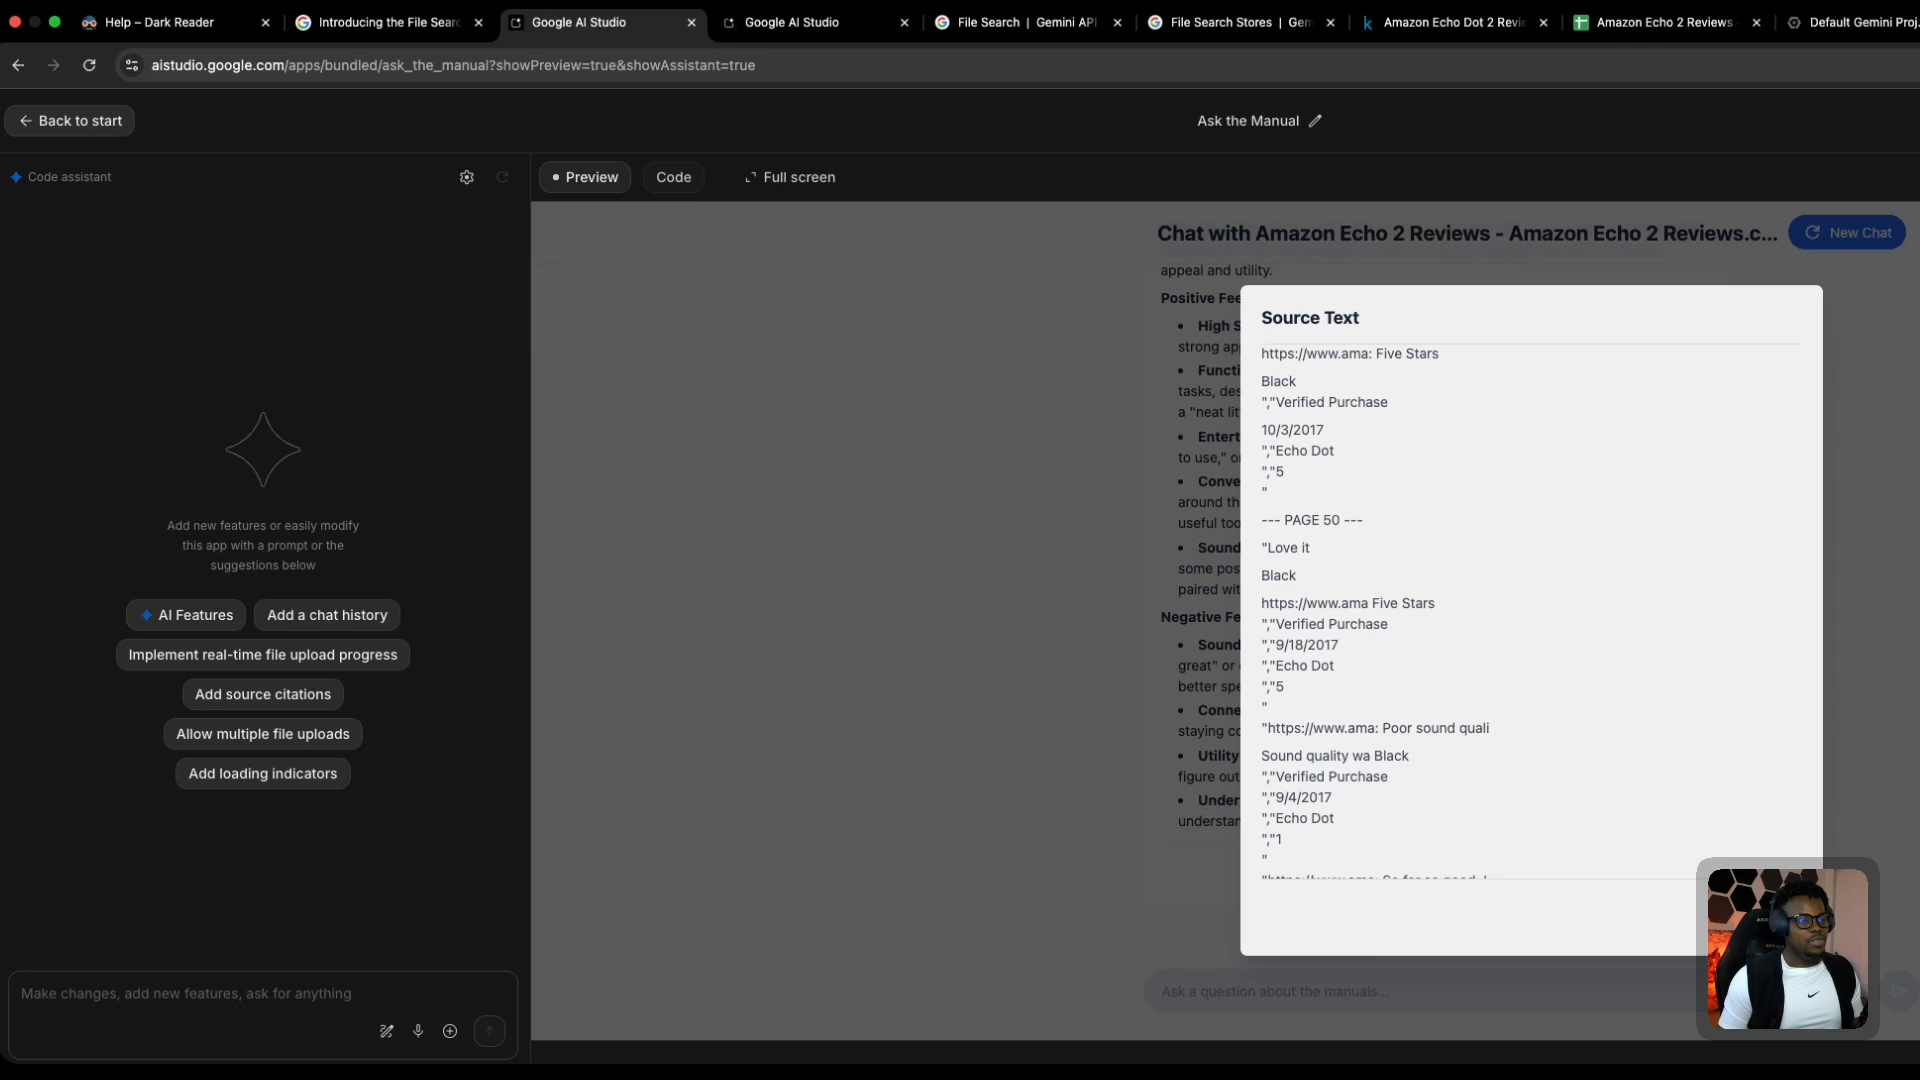 Help – Dark Reader
Introducing the File Searc
Google AI Studio
Google AI Studio
File Search | Gemini API
File Search Stores | Gem
Amazon Echo Dot 2 Revie
Amazon Echo 2 Reviews
Default Gemini Proj
aistudio.google.com/apps/bundled/ask_the_manual?showPreview=true&showAssistant=true
Back to start
Ask the Manual
Code assistant
Preview
Code
Full screen
Chat with Amazon Echo 2 Reviews - Amazon Echo 2 Reviews.c...
New Chat
appeal and utility.
Positive Fee
High S
strong ap
Functi
tasks, des
a "neat lit
Entert
to use," o
Conve
around th
useful too
Sound
some pos
paired wit
Negative Fe
Sound
great" or
better spe
Conne
staying co
Utility
figure out
Under
understan
Source Text
https://www.ama: Five Stars
Black
","Verified Purchase
10/3/2017
","Echo Dot
","5
"
--- PAGE 50 ---
"Love it
Black
https://www.ama Five Stars
","Verified Purchase
","9/18/2017
","Echo Dot
","5
"
"https://www.ama: Poor sound quali
Sound quality wa Black
","Verified Purchase
","9/4/2017
","Echo Dot
","1
"
Add new features or easily modify
this app with a prompt or the
suggestions below
AI Features
Add a chat history
Implement real-time file upload progress
Add source citations
Allow multiple file uploads
Add loading indicators
Make changes, add new features, ask for anything
Ask a question about the manuals...